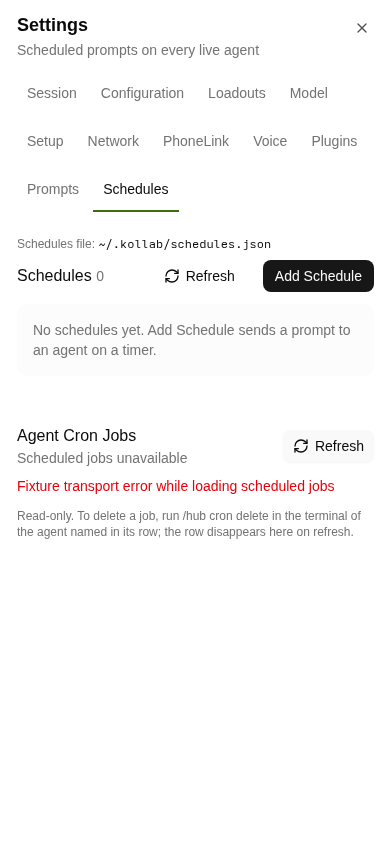 Settings
Scheduled prompts on every live agent
Session Configuration Loadouts Model
Setup Network PhoneLink Voice Plugins
Prompts Schedules
Schedules file: ~/.kollab/schedules.json
Schedules 0 Refresh Add Schedule
No schedules yet. Add Schedule sends a prompt to
an agent on a timer.
Agent Cron Jobs
Scheduled jobs unavailable
Refresh
Fixture transport error while loading scheduled jobs
Read-only. To delete a job, run /hub cron delete in the terminal of
the agent named in its row; the row disappears here on refresh.